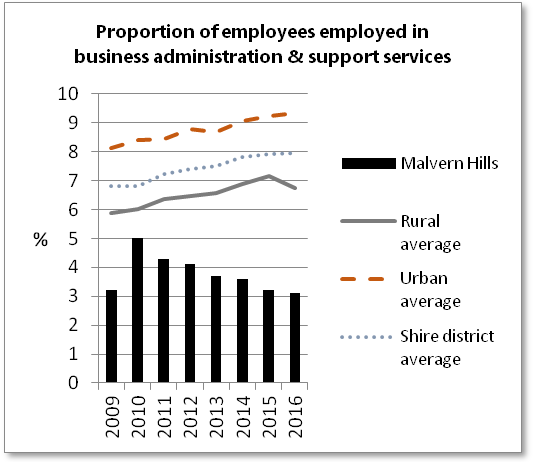 Proportion of employees employed in
business administration & support services
10
9
8
7
6
5
4
3
2
1
0
%
2009
2010
2011
2012
2013
2014
2015
2016
Malvern Hills
Rural
average
Urban
average
Shire district
average